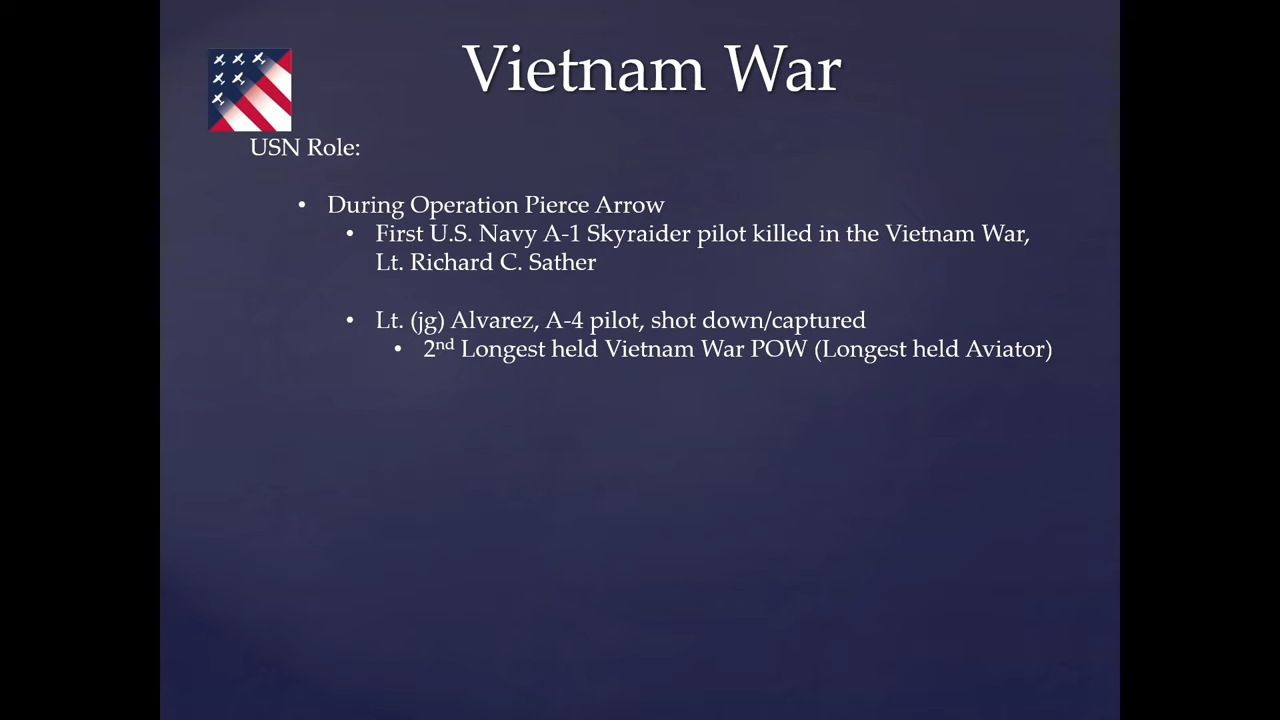 Vietnam War
USN Role:
• During Operation Pierce Arrow
• First U.S. Navy A-1 Skyraider pilot killed in the Vietnam War,
Lt. Richard C. Sather
• Lt. (jg) Alvarez, A-4 pilot, shot down/captured
• 2nd Longest held Vietnam War POW (Longest held Aviator)